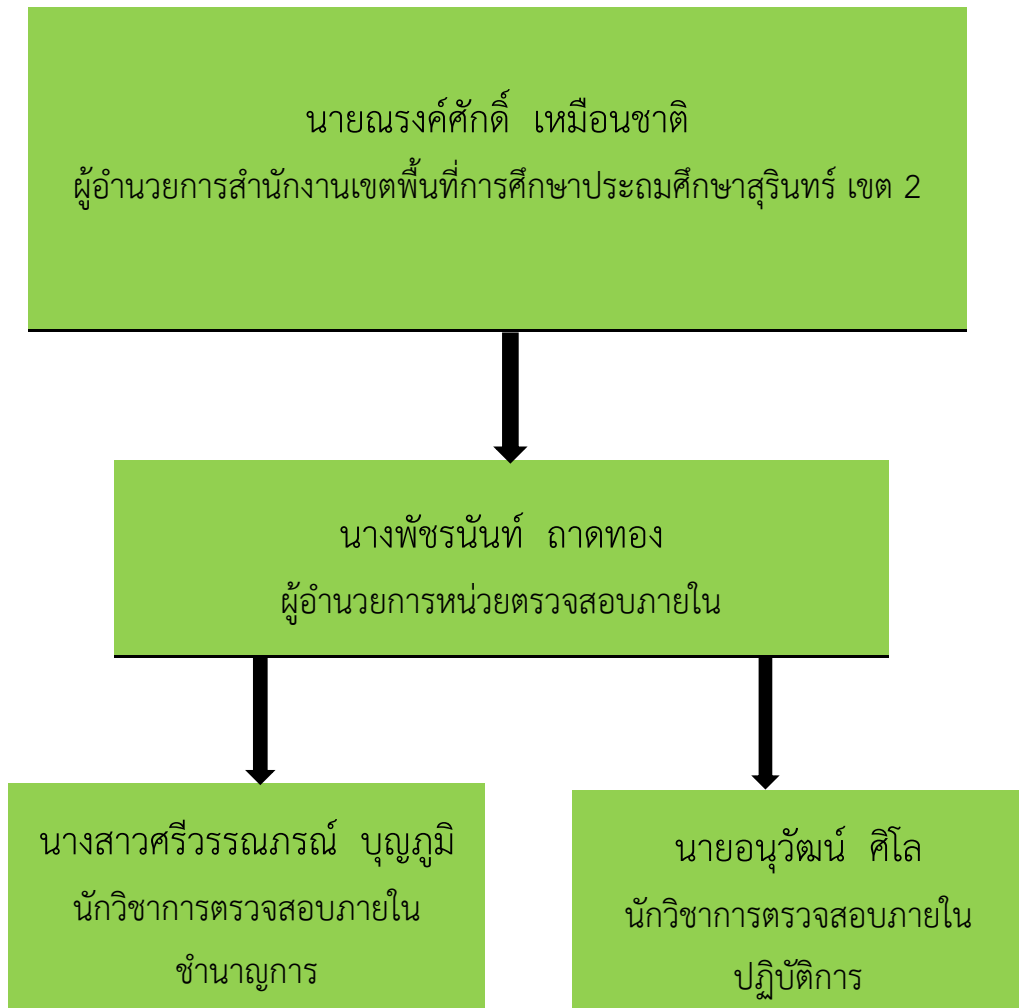 นายณรงค์ศักดิ์ เหมือนชาติ
ผู้อำนวยการสำนักงานเขตพื้นที่การศึกษาประถมศึกษาสุรินทร์ เขต 2
นางพัชรนันท์ ถาดทอง
ผู้อำนวยการหน่วยตรวจสอบภายใน
นางสาวศรีวรรณภรณ์ บุญภูมิ
นักวิชาการตรวจสอบภายใน
ชำนาญการ
นายอนุวัฒน์ ศิโล
นักวิชาการตรวจสอบภายใน
ปฏิบัติการ